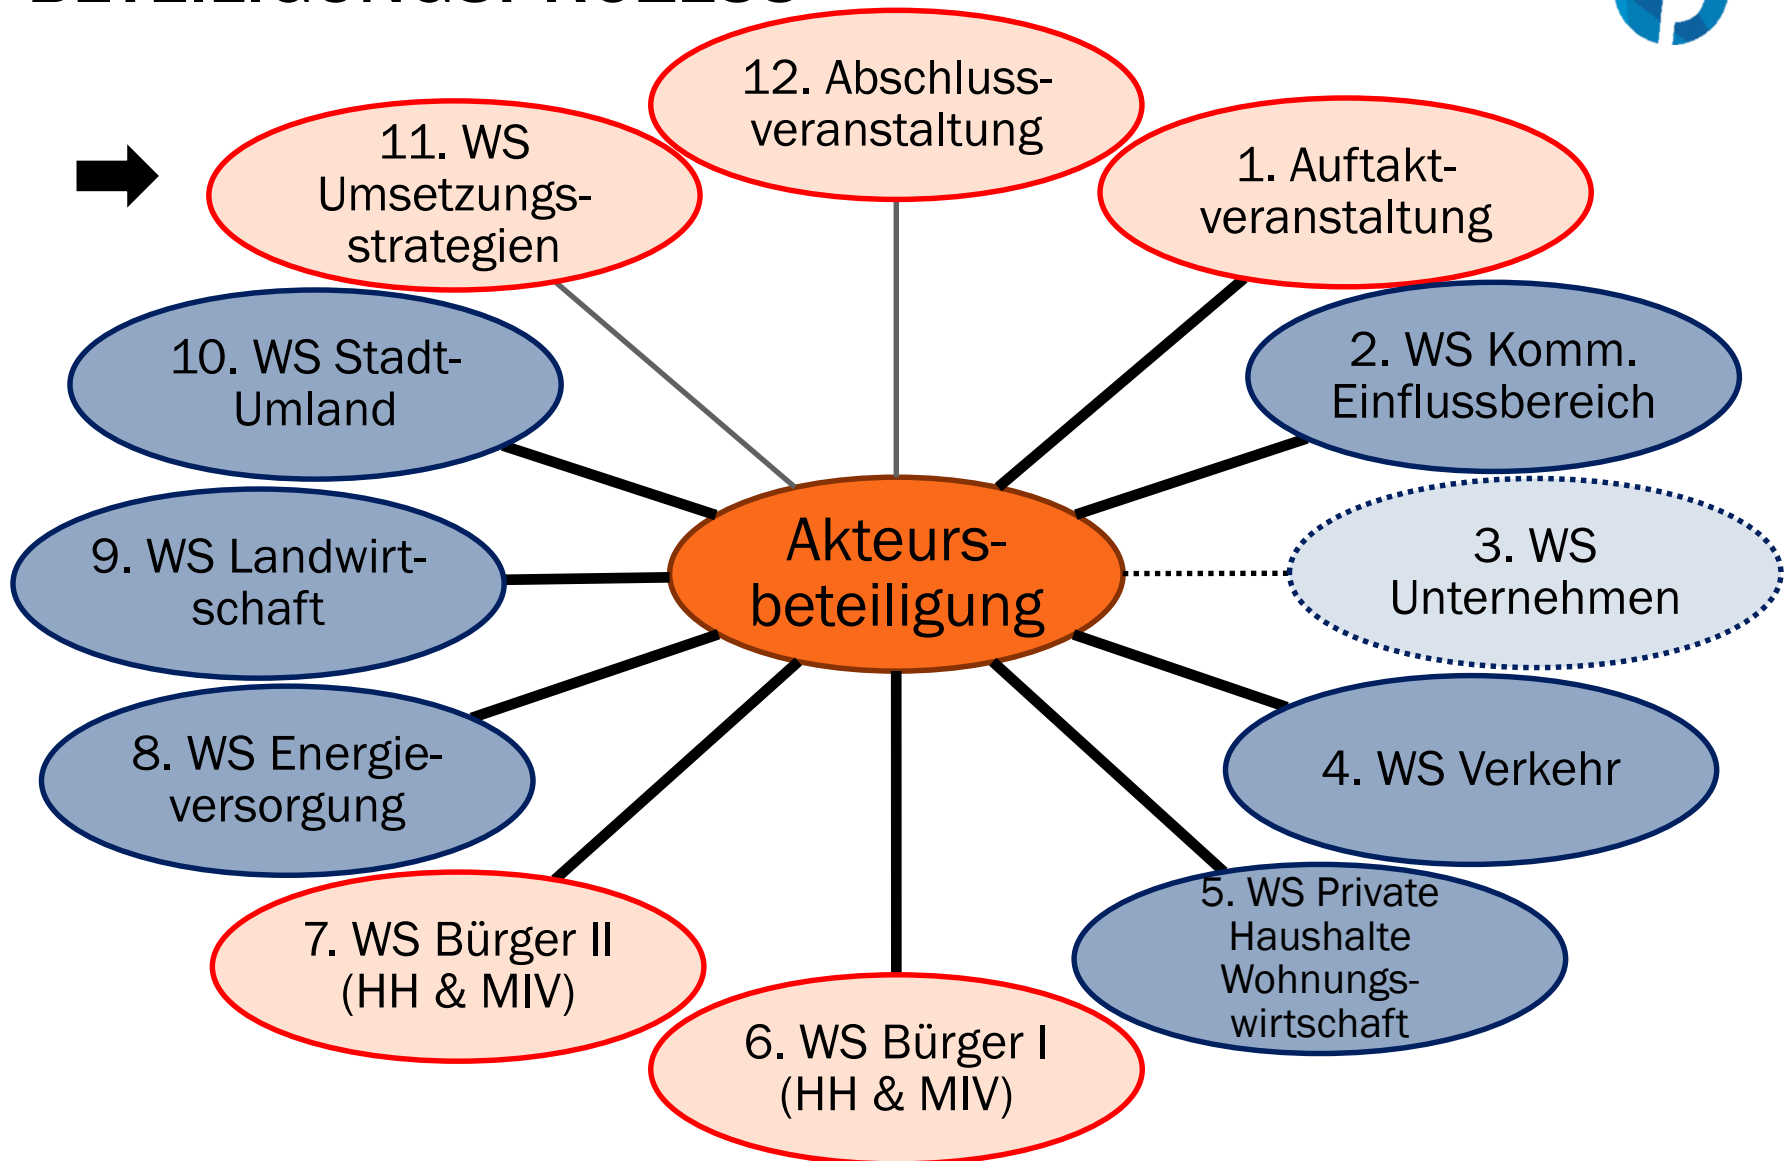 BETEILIGUNGSPROZESS
12. Abschluss-
veranstaltung
11. WS
Umsetzungs-
strategien
1. Auftakt-
veranstaltung
10. WS Stadt-
Umland
2. WS Komm.
Einflussbereich
9. WS Landwirt-
schaft
Akteurs-
beteiligung
3. WS
Unternehmen
8. WS Energie-
versorgung
4. WS Verkehr
7. WS Bürger II
(HH & MIV)
5. WS Private
Haushalte
Wohnungs-
wirtschaft
6. WS Bürger I
(HH & MIV)